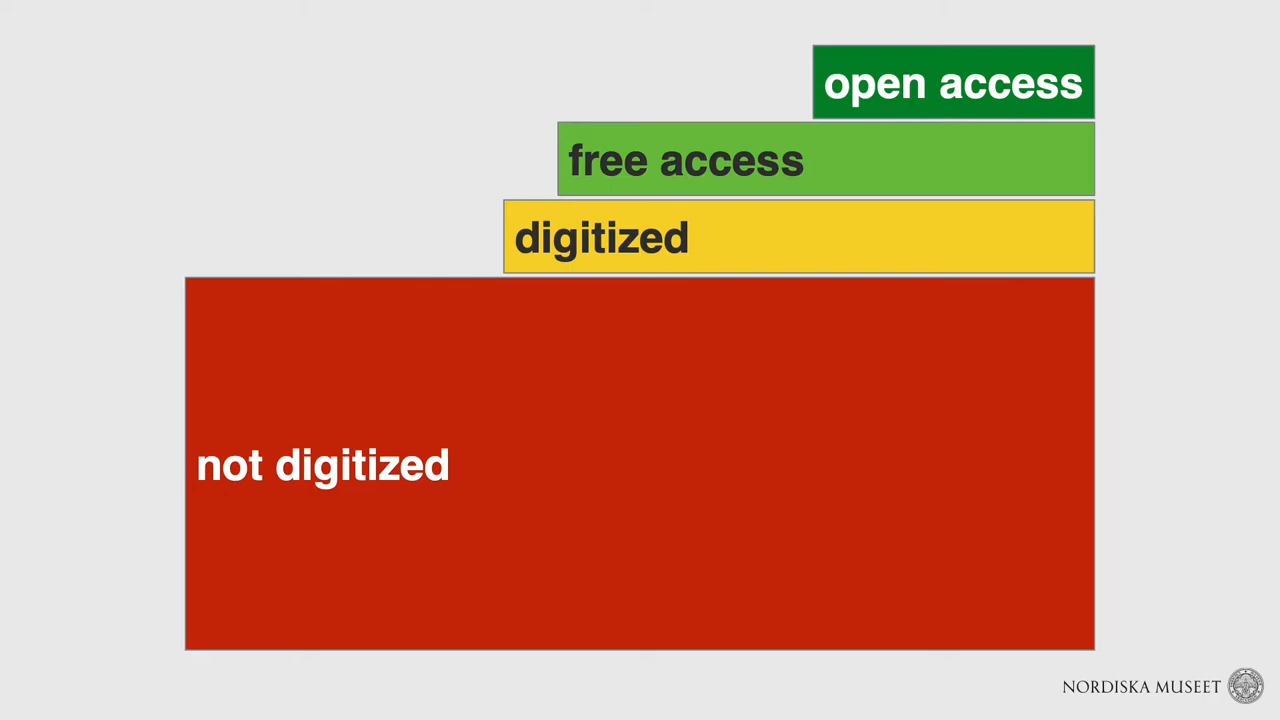 open access
free access
digitized
not digitized
NORDISKA MUSEET